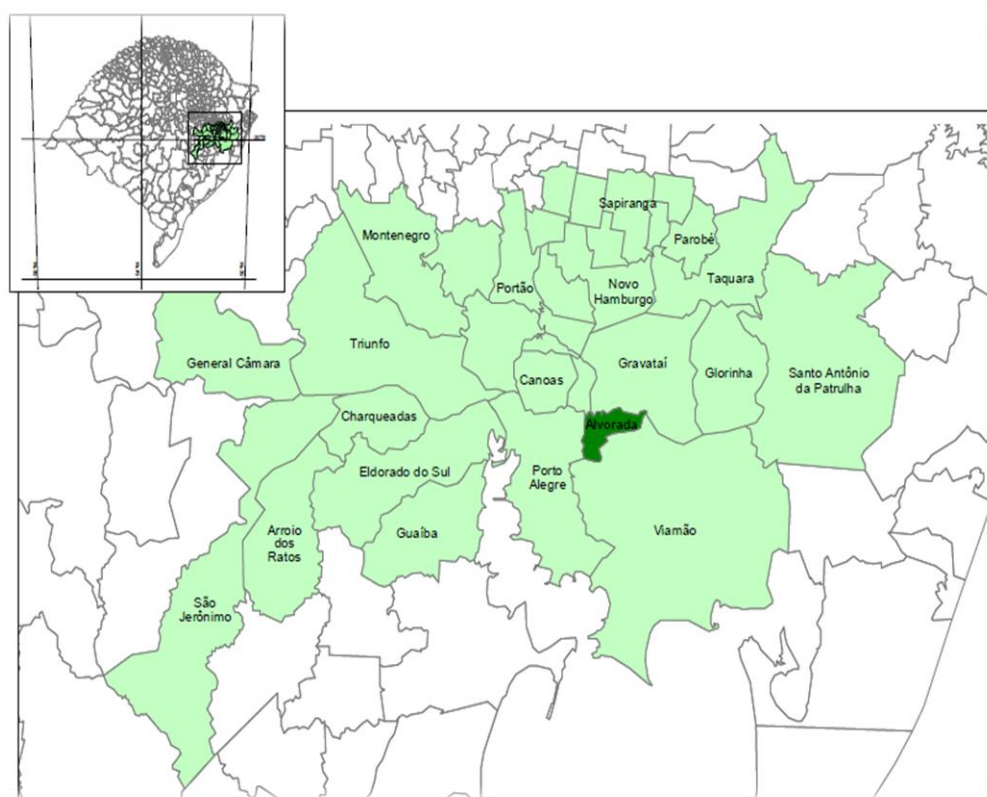 Sapiranga
Montenegro
Parobé
Taquara
Portão
Novo
Hamburgo
Triunfo
General Câmara
Gravataí
Glorinha
Santo Antônio
da Patrulha
Canoas
Charqueadas
Alvorada
Eldorado do Sul
Porto
Alegre
Guaíba
Viamão
Arroio
dos
Ratos
São
Jerônimo